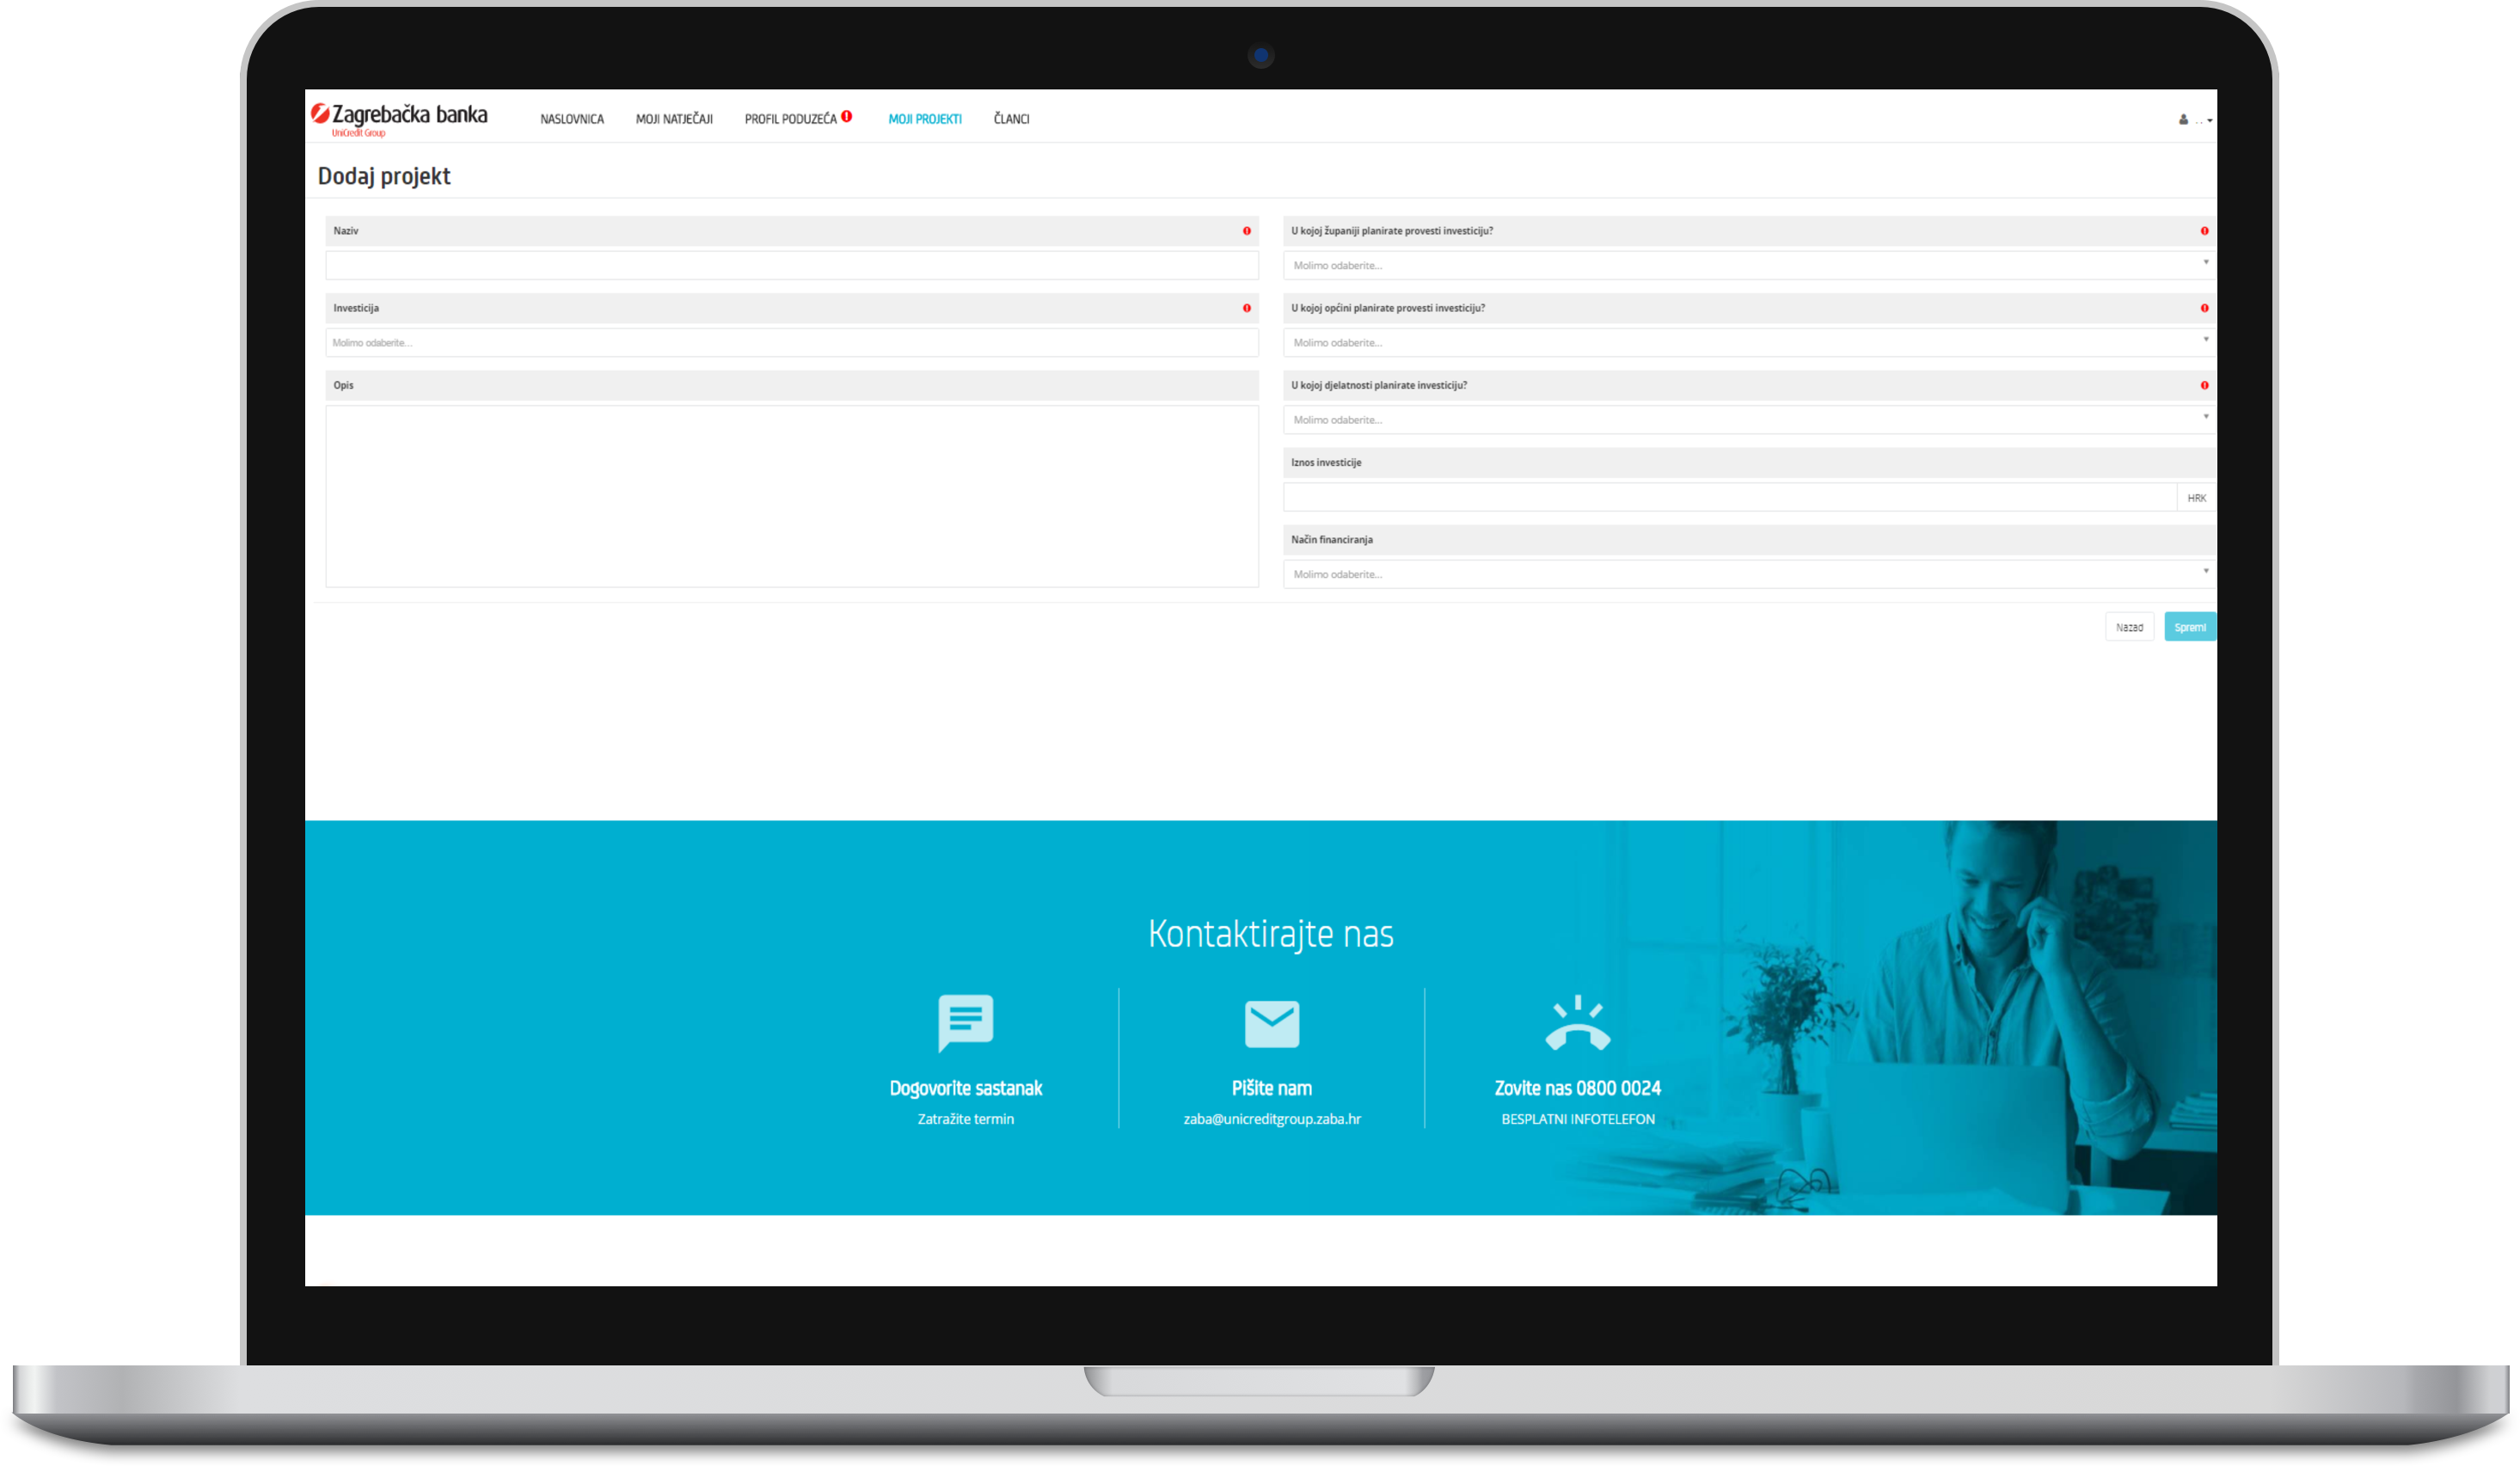 Zagrebačka banka
UniCredit Group
NASLOVNICA
MOJI NATJEČAJI
PROFIL PODUZEĆA
MOJI PROJEKTI
ČLANCI
Dodaj projekt
Naziv
Investicija
Molimo odaberite...
Opis
U kojoj županiji planirate provesti investiciju?
Molimo odaberite...
U kojoj općini planirate provesti investiciju?
Molimo odaberite...
U kojoj djelatnosti planirate investiciju?
Molimo odaberite...
Iznos investicije
HRK
Način financiranja
Molimo odaberite...
Nazad
Spremi
Kontaktirajte nas
Dogovorite sastanak
Zatražite termin
Pišite nam
zaba@unicreditgroup.zaba.hr
Zovite nas 0800 0024
BESPLATNI INFOTELEFON